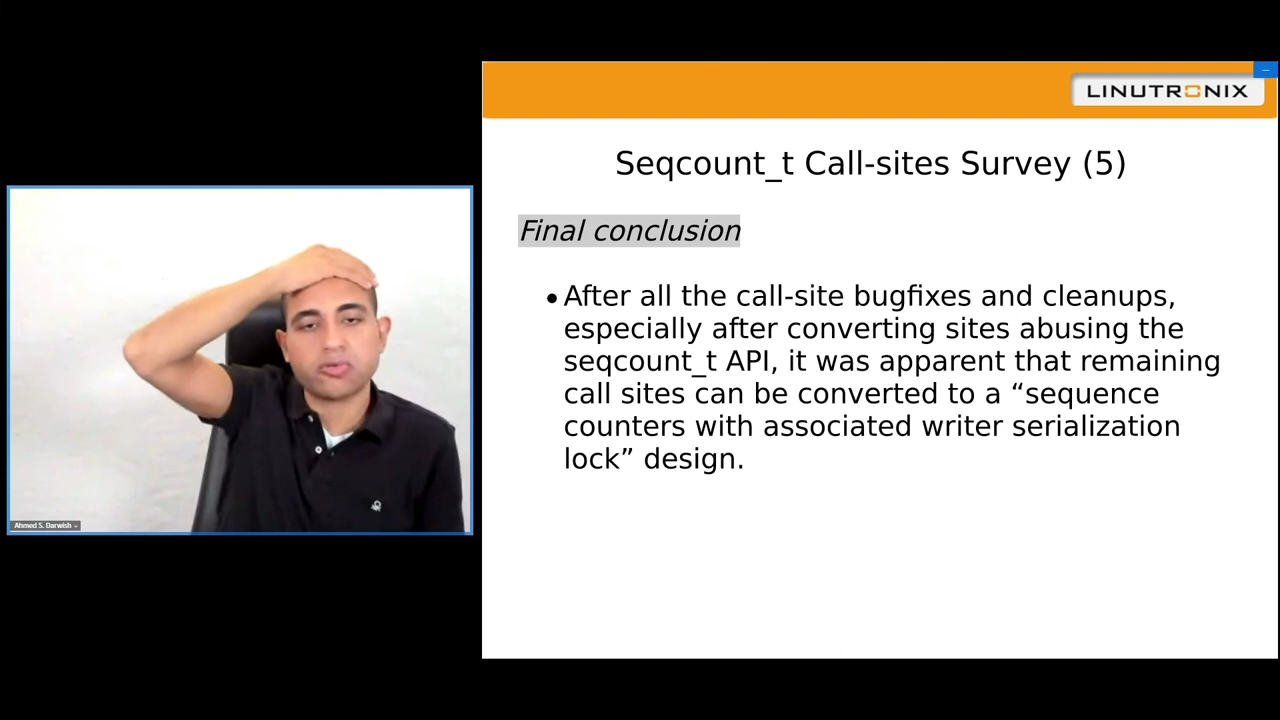 LINUTRONIX
Seqcount_t Call-sites Survey (5)
Final conclusion
• After all the call-site bugfixes and cleanups,
especially after converting sites abusing the
seqcount_t API, it was apparent that remaining
call sites can be converted to a “sequence
counters with associated writer serialization
lock” design.
Ahmed S. Darwish